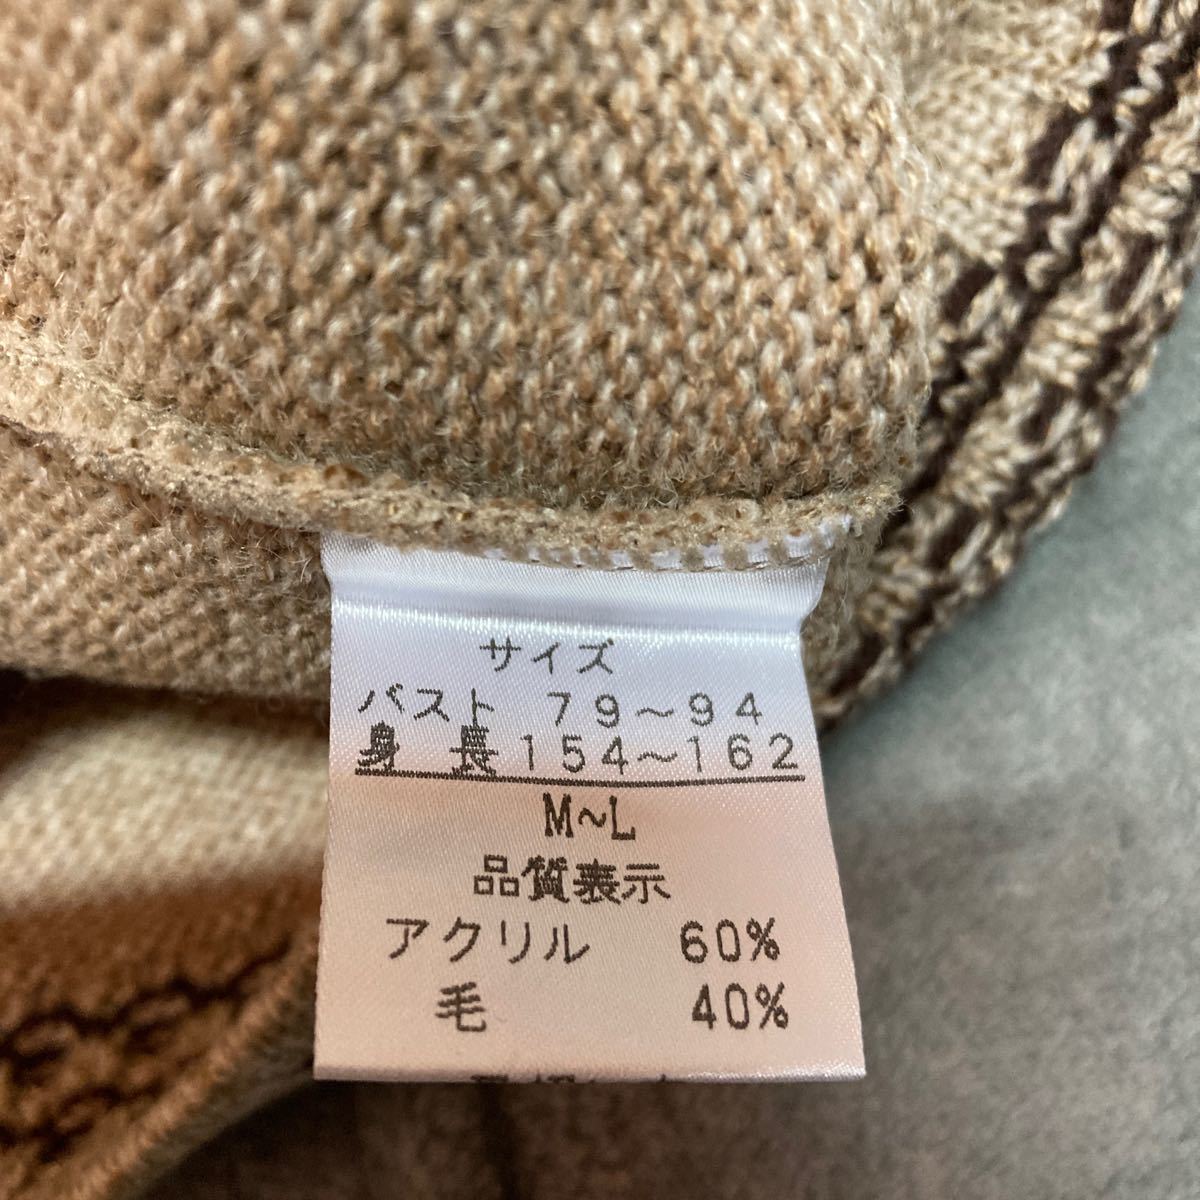 サイズ
バスト 79～94
身長 154～162
M~L
品質表示
アクリル 60%
毛 40%